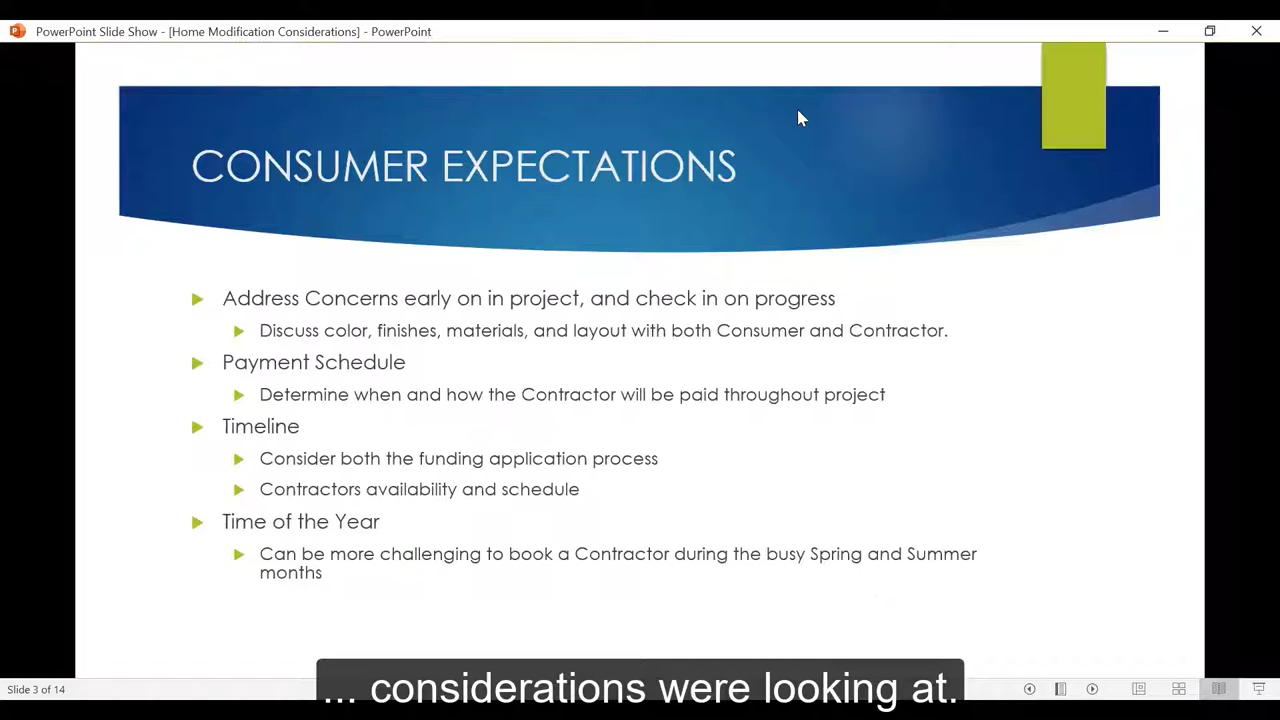 PowerPoint Slide Show - [Home Modification Considerations] - PowerPoint
CONSUMER EXPECTATIONS
Address Concerns early on in project, and check in on progress
Discuss color, finishes, materials, and layout with both Consumer and Contractor.
Payment Schedule
Determine when and how the Contractor will be paid throughout project
Timeline
Consider both the funding application process
Contractors availability and schedule
Time of the Year
Can be more challenging to book a Contractor during the busy Spring and Summer
months
Slide 3 of 14
... considerations were looking at.